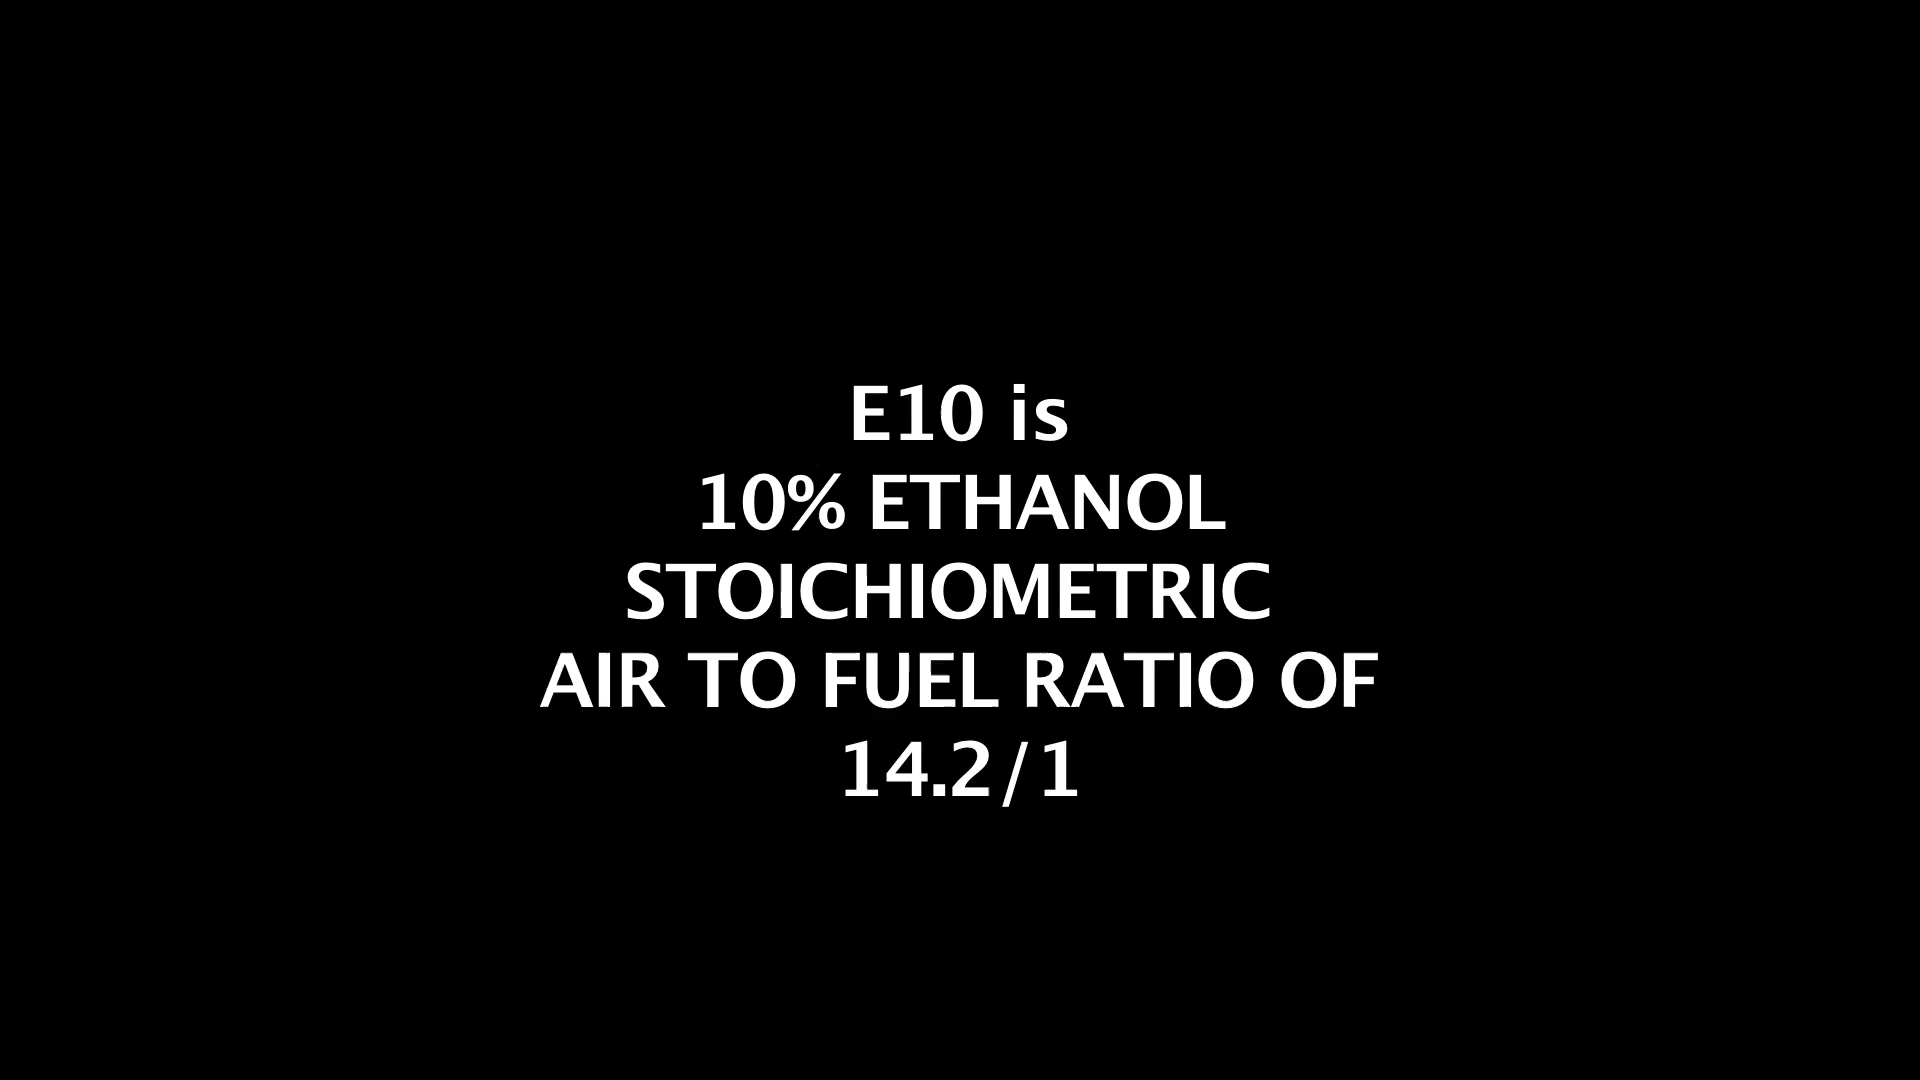 E10 is
10% ETHANOL
STOICHIOMETRIC
AIR TO FUEL RATIO OF
14.2/1